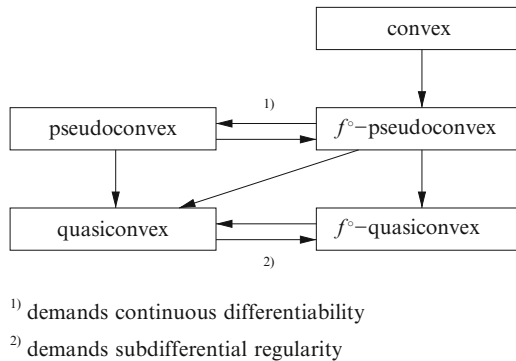 convex
1)
pseudoconvex
f°−pseudoconvex
quasiconvex
f°−quasiconvex
2)
1) demands continuous differentiability
2) demands subdifferential regularity